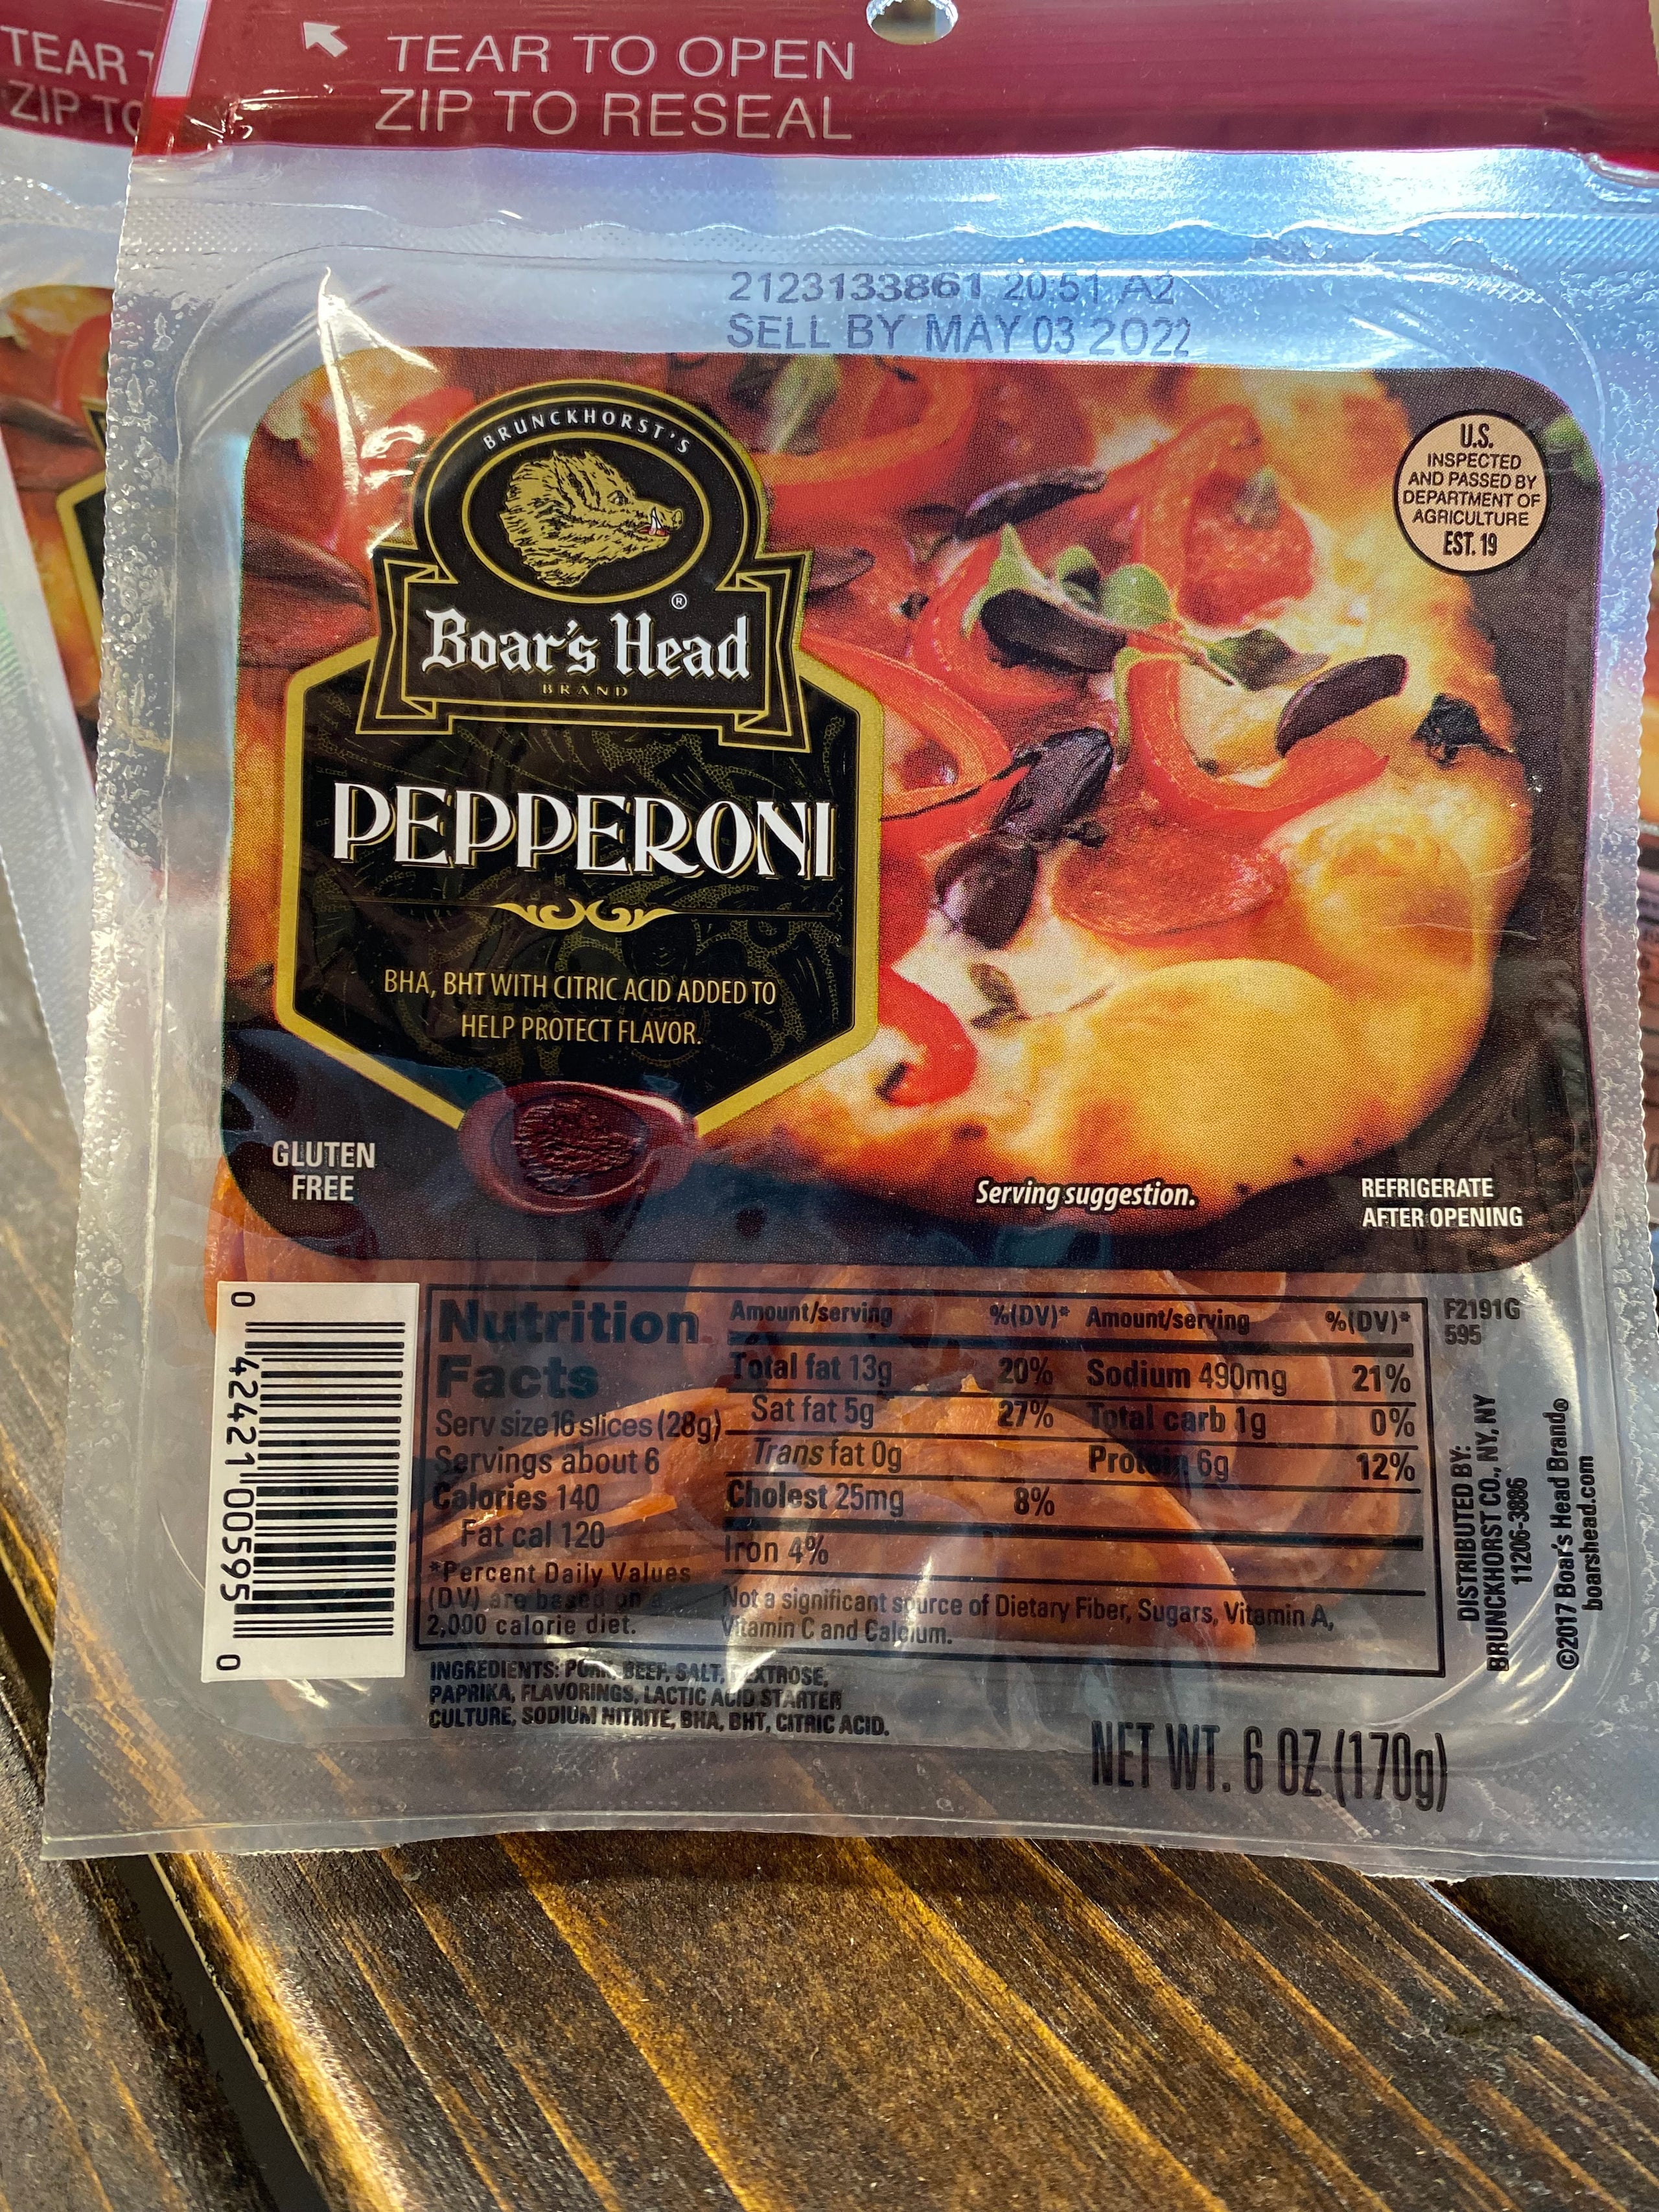 TEAR TO OPEN
ZIP TO RESEAL
TEAR T
ZIP TO
2123133861 20:51 A2
SELL BY MAY 03 2022
BRUNCKHORST'S
Boar's Head®
BRAND
PEPPERONI
BHA, BHT WITH CITRIC ACID ADDED TO
HELP PROTECT FLAVOR.
U.S.
INSPECTED
AND PASSED BY
DEPARTMENT OF
AGRICULTURE
EST. 19
GLUTEN
FREE
Serving suggestion.
REFRIGERATE
AFTER OPENING
0 42421 00595 0
Nutrition
Facts
Serv size 16 slices (28g)
Servings about 6
Calories 140
Fat cal 120
*Percent Daily Values
(DV) are based on a
2,000 calorie diet.
Amount/serving %(DV)* Amount/serving %(DV)*
Total fat 13g 20% Sodium 490mg 21%
Sat fat 5g 27% Total carb 1g 0%
Trans fat 0g Protein 6g 12%
Cholest 25mg 8%
Iron 4%
Not a significant source of Dietary Fiber, Sugars, Vitamin A,
Vitamin C and Calcium.
F2191G
595
DISTRIBUTED BY:
BRUNCKHORST CO., NY, NY
11206-3886
©2017 Boar's Head Brand®
boarshead.com
INGREDIENTS: PORK, BEEF, SALT, DEXTROSE,
PAPRIKA, FLAVORINGS, LACTIC ACID STARTER
CULTURE, SODIUM NITRITE, BHA, BHT, CITRIC ACID.
NET WT. 6 OZ (170g)